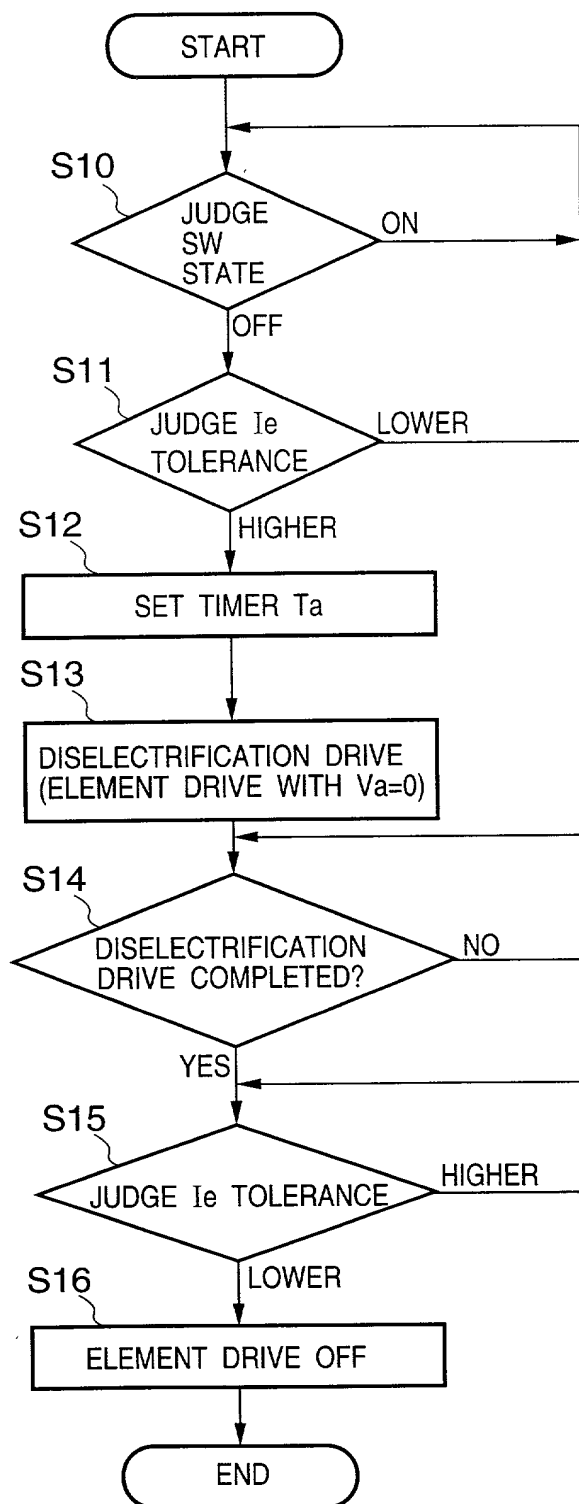 START
S10
JUDGE
SW
STATE
ON
OFF
S11
JUDGE Ie
TOLERANCE
LOWER
HIGHER
S12
SET TIMER Ta
S13
DISELECTRIFICATION DRIVE
(ELEMENT DRIVE WITH Va=0)
S14
DISELECTRIFICATION
DRIVE COMPLETED?
NO
YES
S15
JUDGE Ie TOLERANCE
HIGHER
LOWER
S16
ELEMENT DRIVE OFF
END